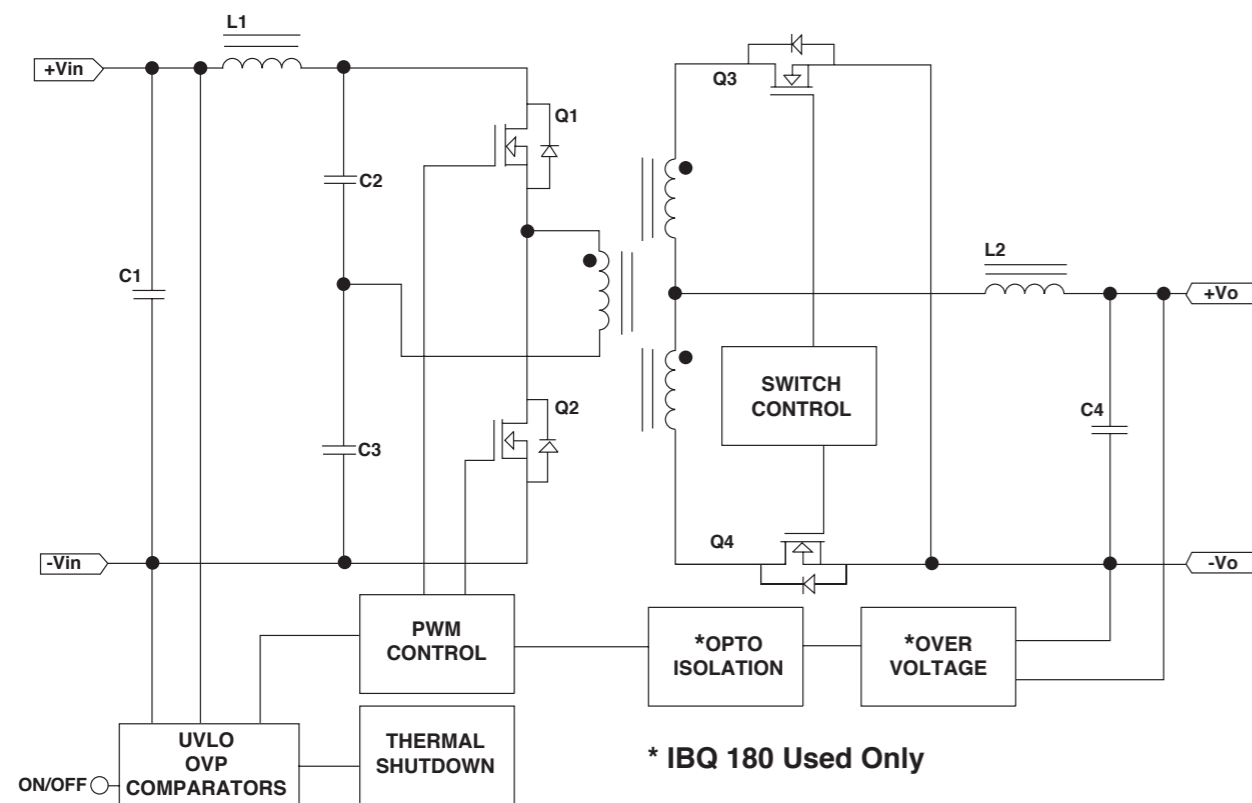 L1
+Vin
Q1
Q3
C2
C1
L2
+Vo
SWITCH
CONTROL
Q2
C4
C3
Q4
-Vin
-Vo
PWM
CONTROL
*OPTO
ISOLATION
*OVER
VOLTAGE
UVLO
OVP
COMPARATORS
THERMAL
SHUTDOWN
ON/OFF
* IBQ 180 Used Only